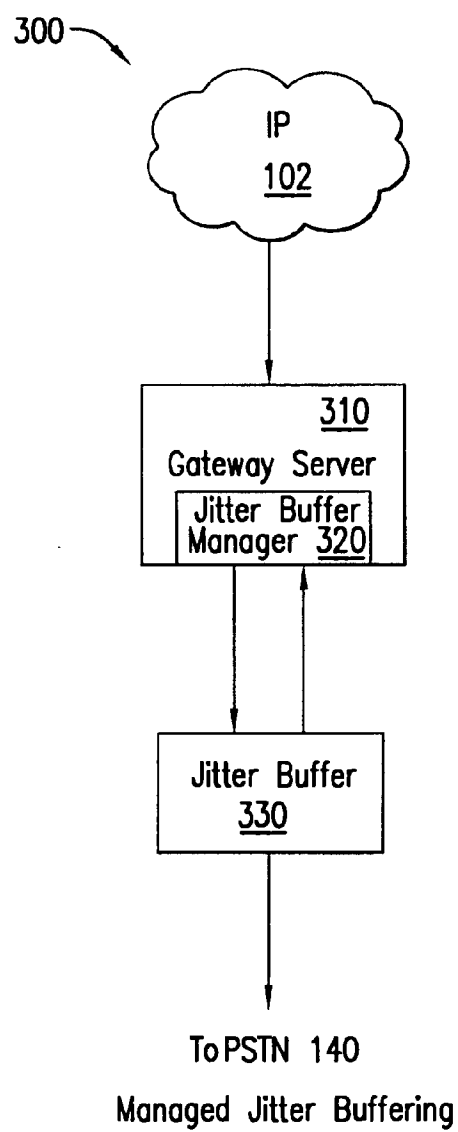 300
IP
102
310
Gateway Server
Jitter Buffer
Manager 320
Jitter Buffer
330
To PSTN 140
Managed Jitter Buffering